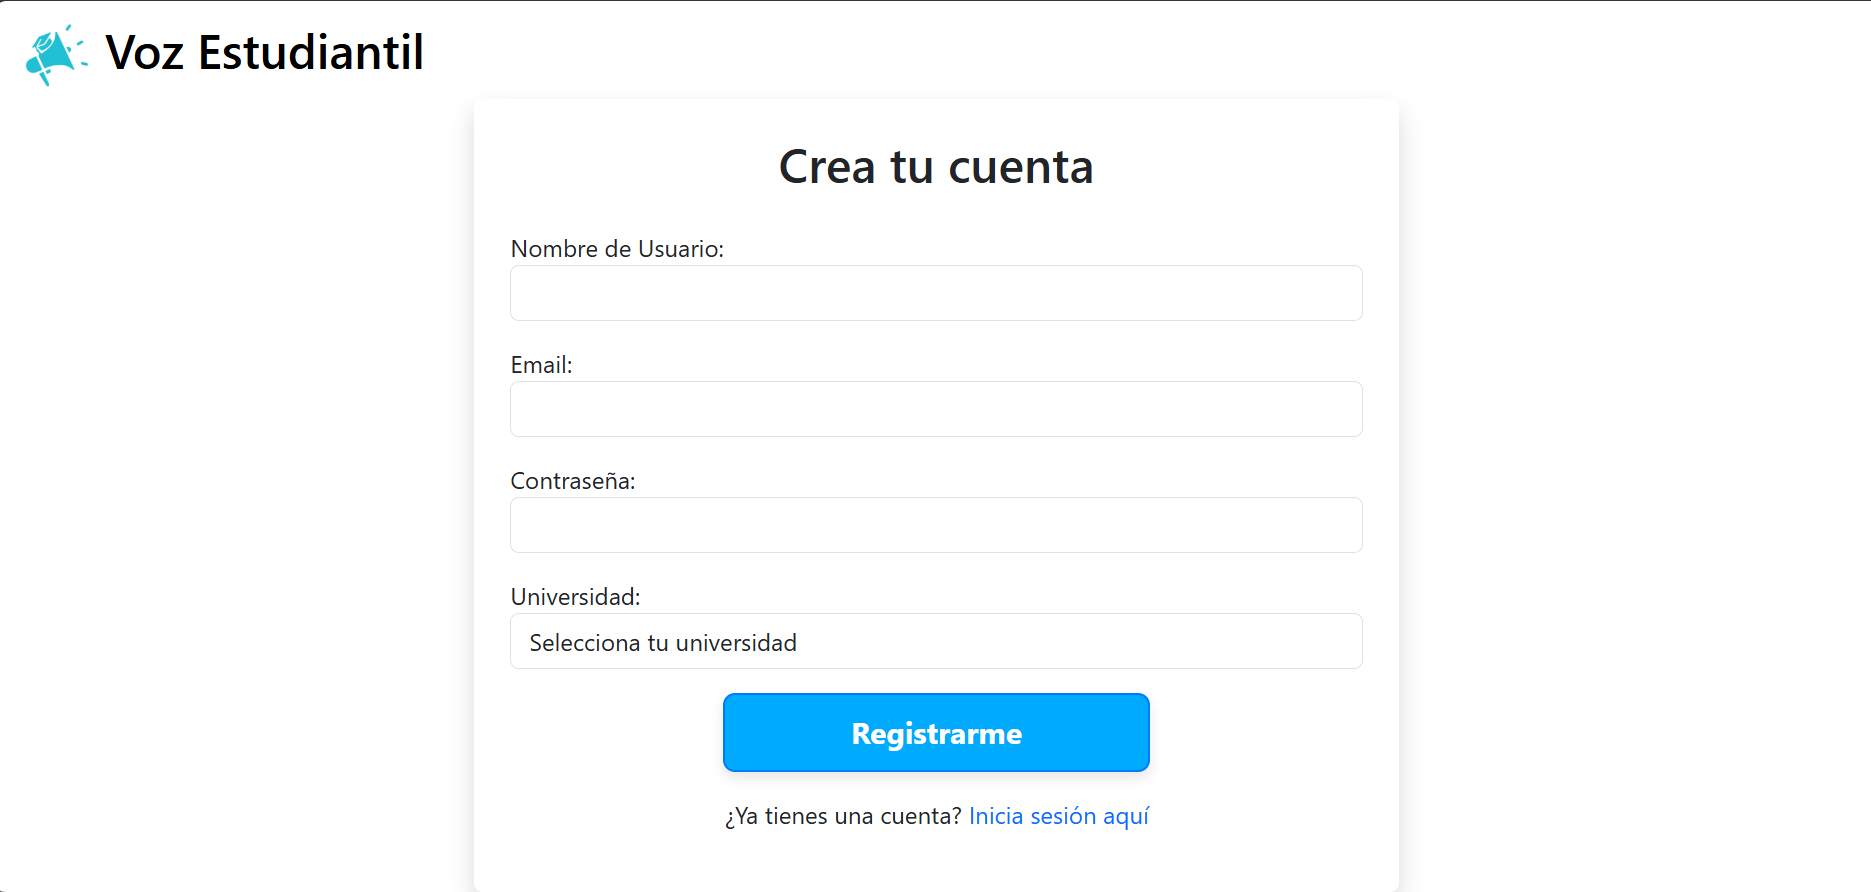 Voz Estudiantil
Crea tu cuenta
Nombre de Usuario:
Email:
Contraseña:
Universidad:
Selecciona tu universidad
Registrarme
¿Ya tienes una cuenta? Inicia sesión aquí